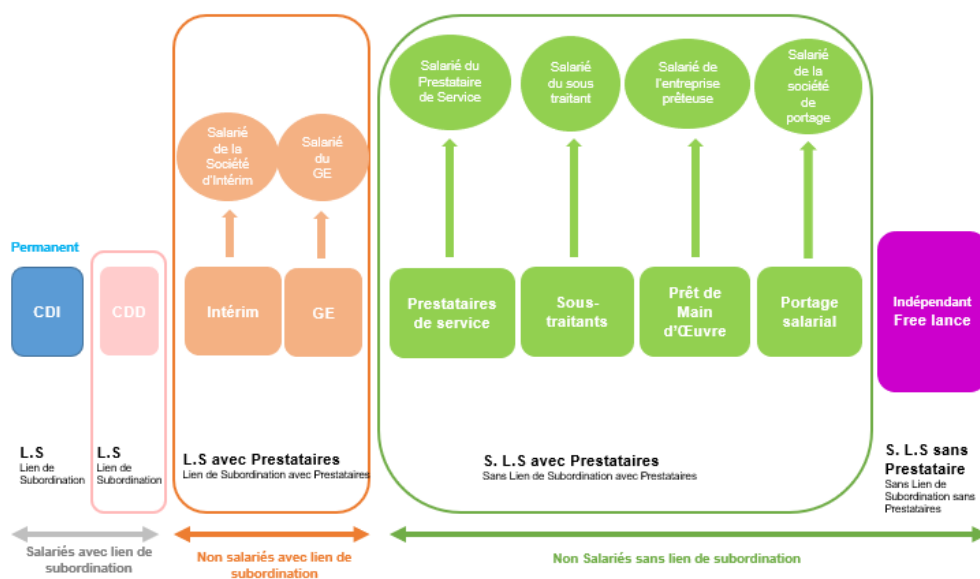 Salarié du
Prestataire
de Service
Salarié
du sous
traitant
Salarié de
l'entreprise
prêteuse
Salarié
de la
société
de
portage
Salarié
de la
Société
d'Intérim
Salarié
du
GE
Permanent
CDI
CDD
Intérim
GE
Prestataires
de service
Sous-
traitants
Prêt de
Main
d'Œuvre
Portage
salarial
Indépendant
Free lance
L.S
Lien de
Subordination
L.S
Lien de
Subordination
L.S avec Prestataires
Lien de Subordination avec Prestataires
S. L.S avec Prestataires
Sans Lien de Subordination avec Prestataires
S. L.S sans
Prestataire
Sans Lien de
Subordination sans
Prestataires
Salariés avec lien de
subordination
Non salariés avec lien de
subordination
Non Salariés sans lien de subordination